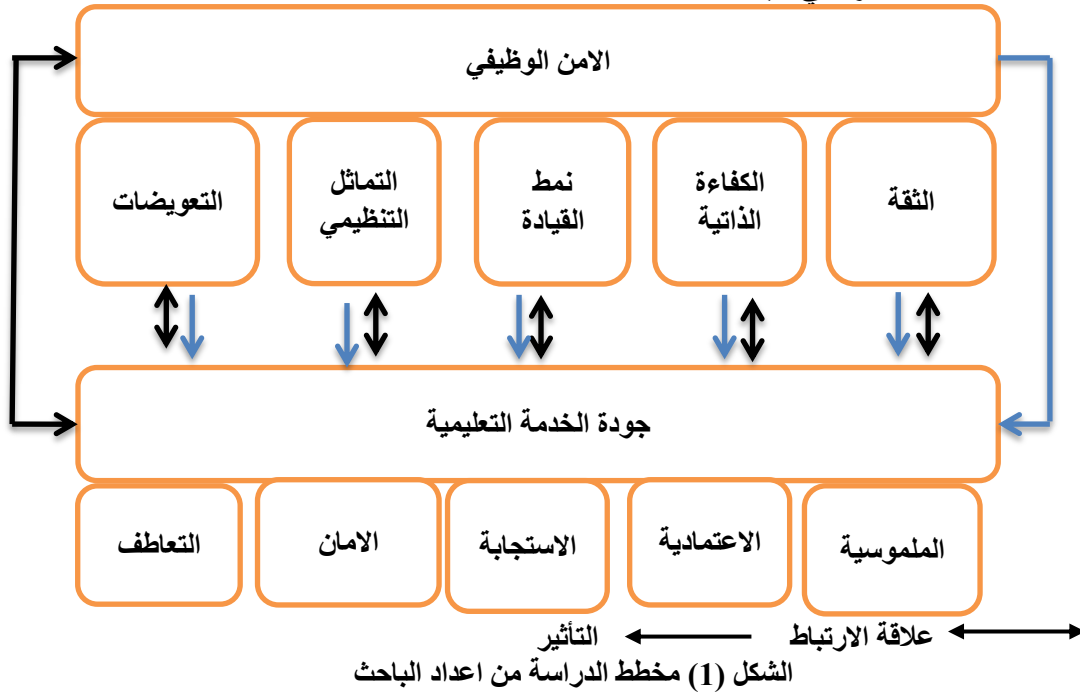 الامن الوظيفي
الثقة
الكفاءة
الذاتية
نمط
القيادة
التماثل
التنظيمي
التعويضات
جودة الخدمة التعليمية
الملموسية
الاعتمادية
الاستجابة
الامان
التعاطف
علاقة الارتباط
التأثير
الشكل (1) مخطط الدراسة من اعداد الباحث